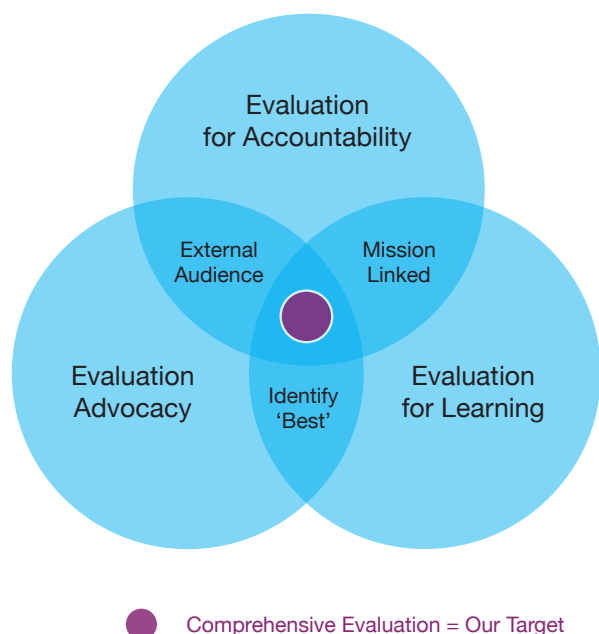 Evaluation
for Accountability
External
Audience
Mission
Linked
Evaluation
Advocacy
Identify
‘Best’
Evaluation
for Learning
Comprehensive Evaluation = Our Target